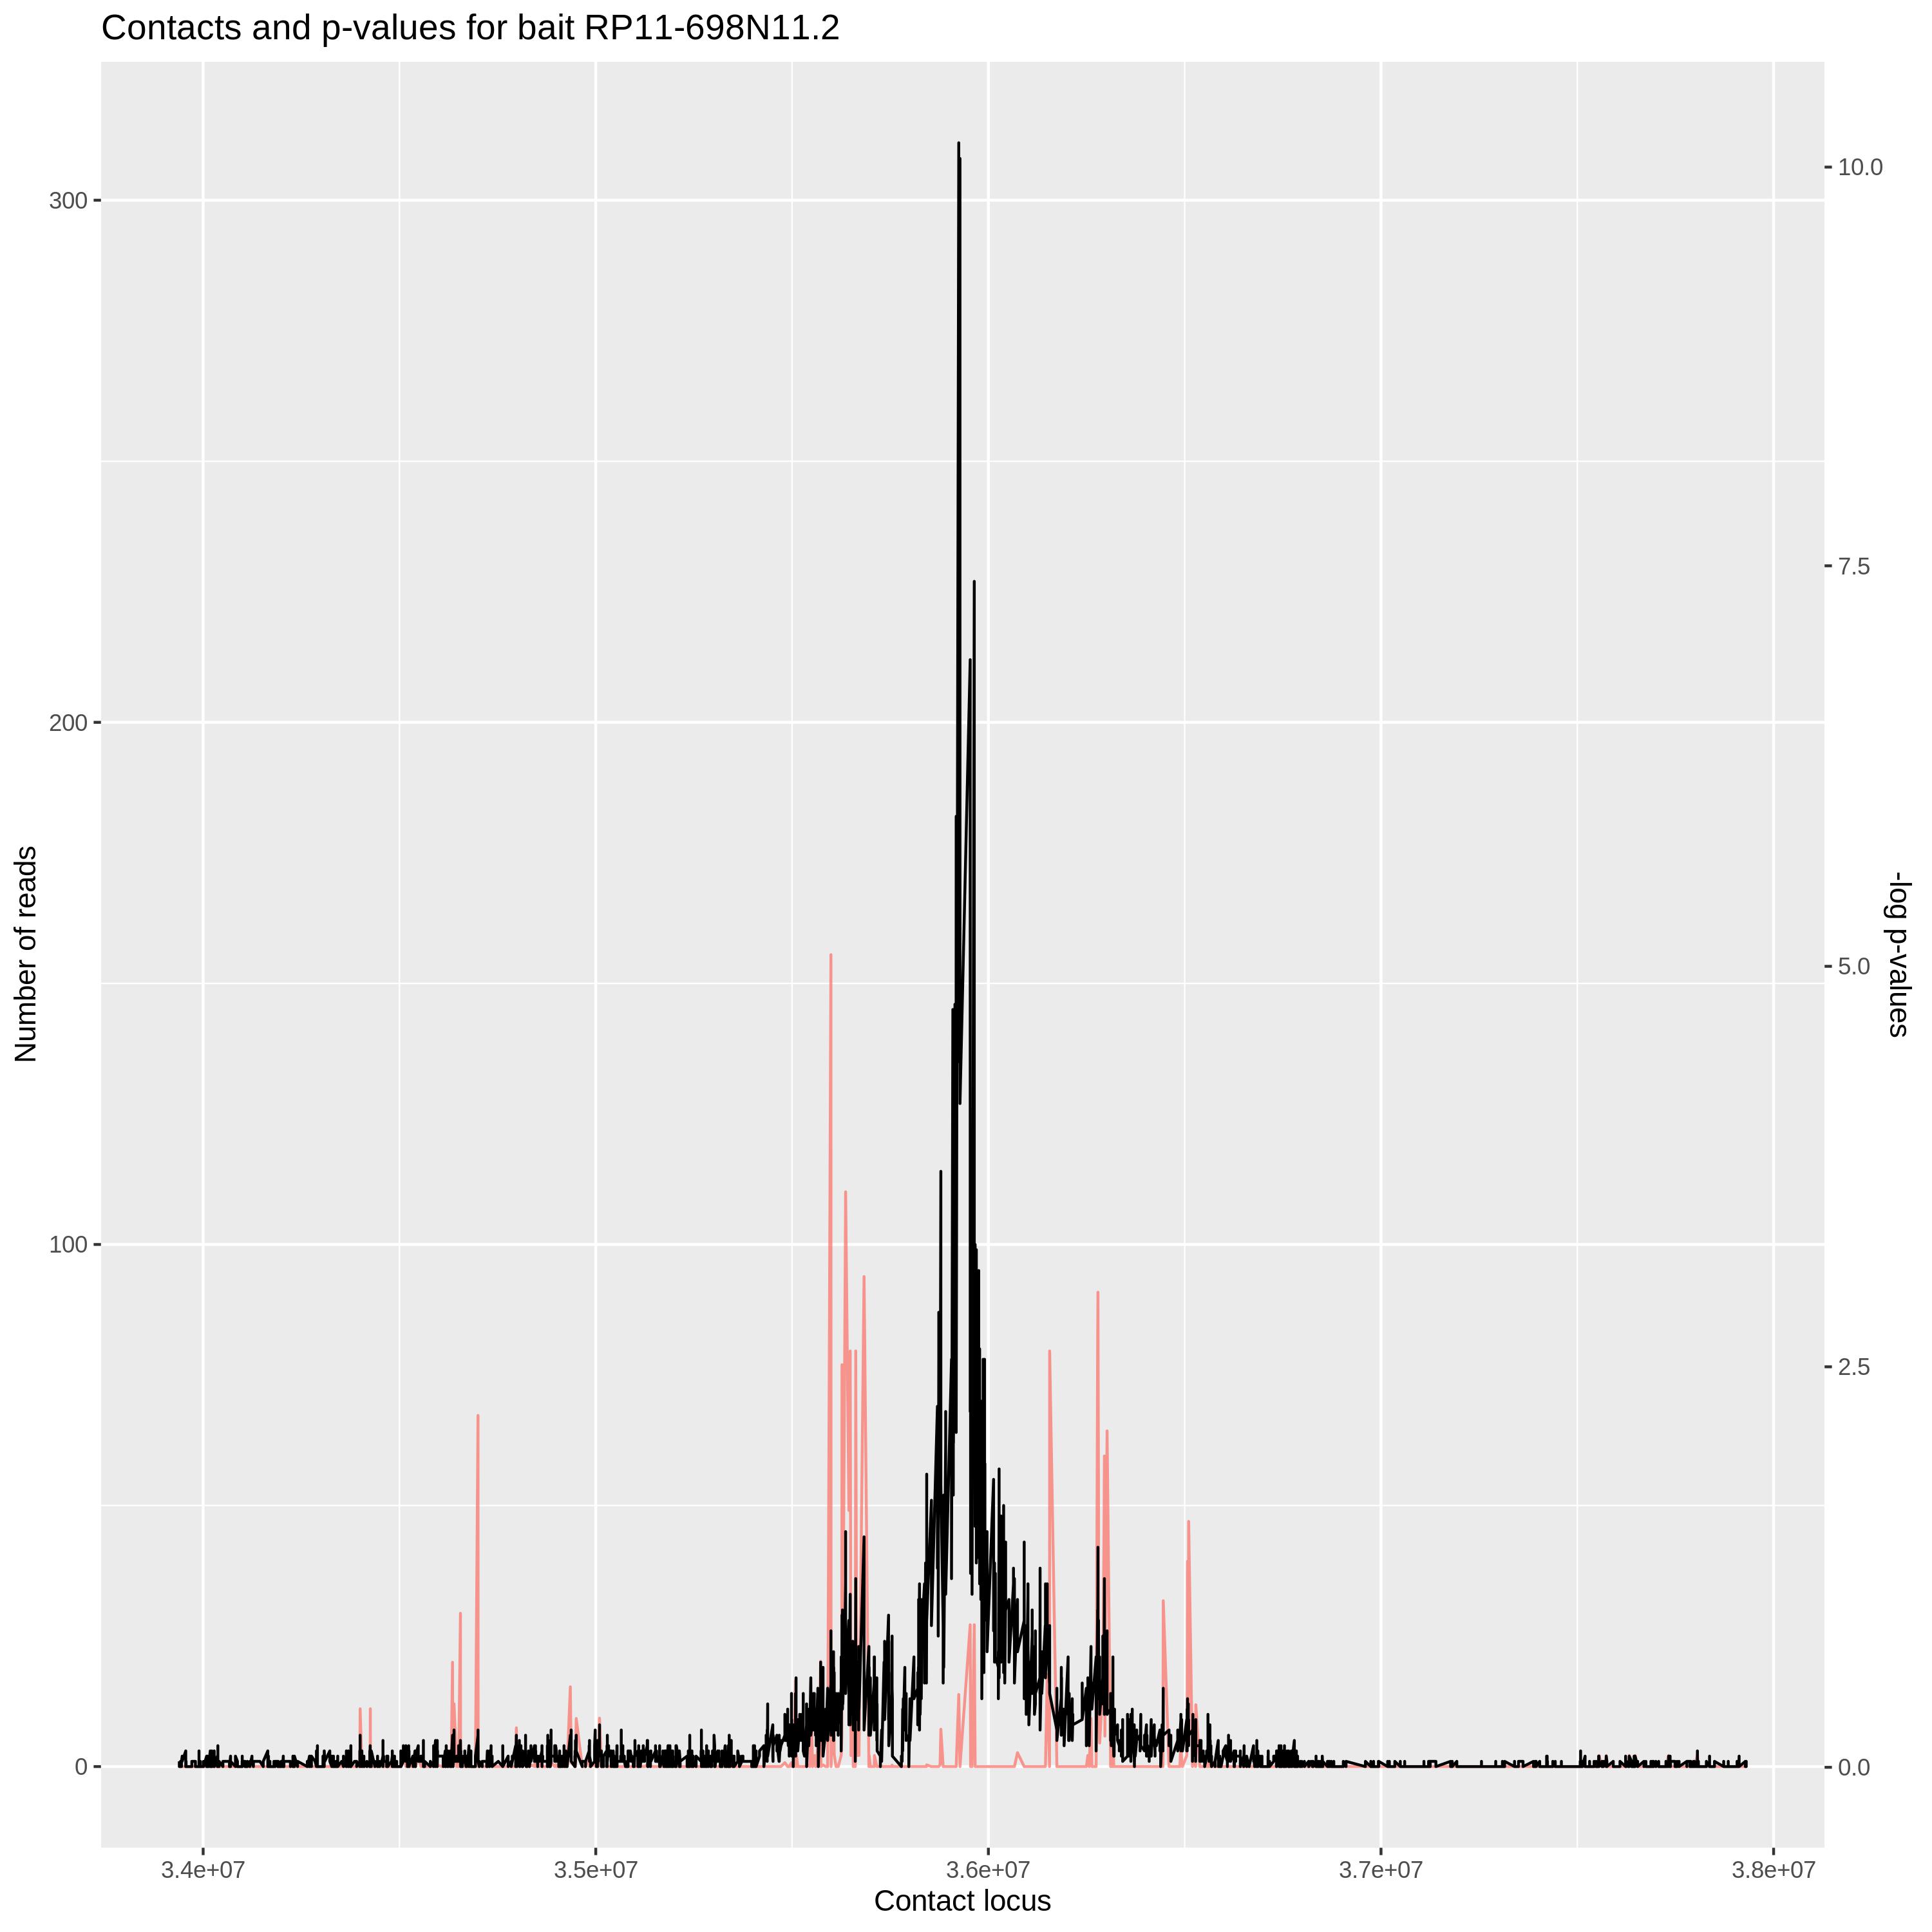 Contacts and p-values for bait RP11-698N11.2
300
200
100
0
Number of reads
10.0
7.5
5.0
2.5
0.0
-log p-values
3.4e+07
3.5e+07
3.6e+07
3.7e+07
3.8e+07
Contact locus